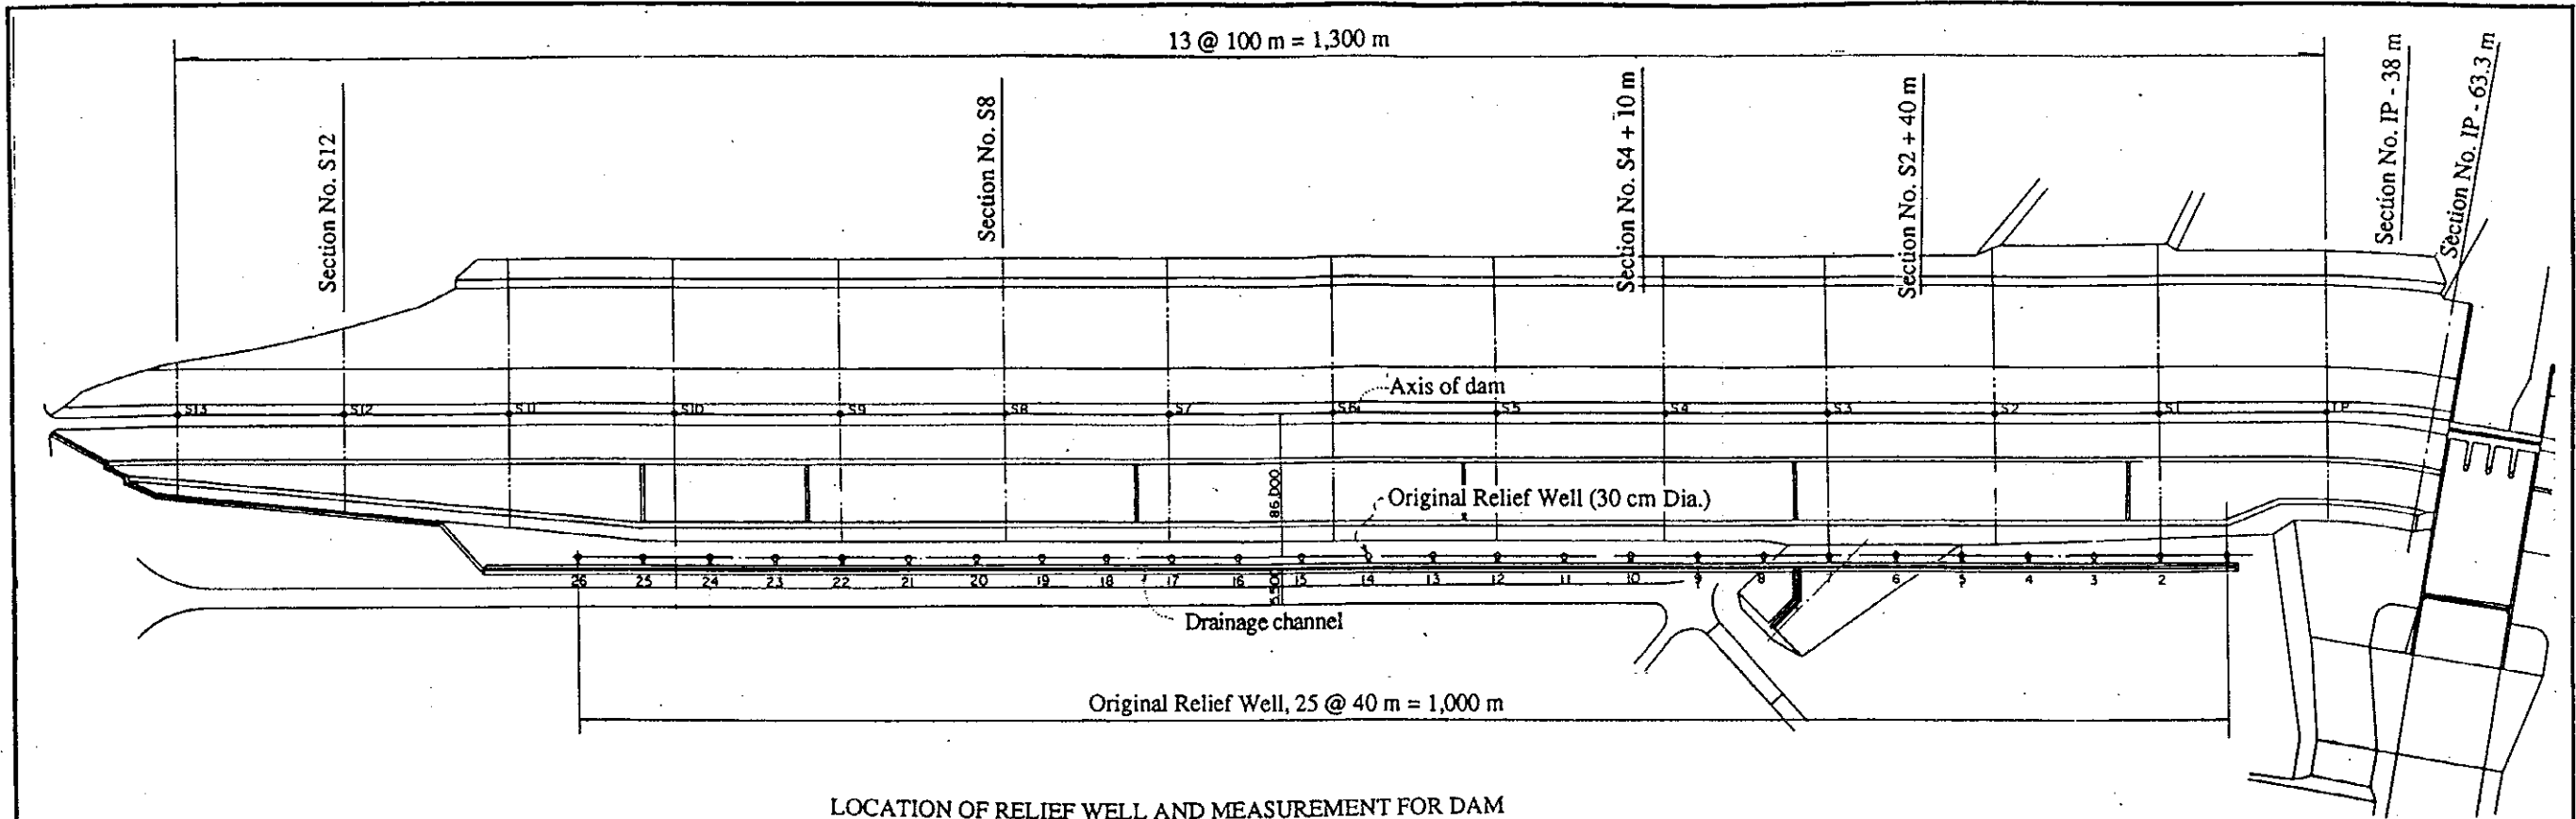 13 @ 100 m = 1,300 m
Section No. S12
Section No. S8
Section No. S4 + 10 m
Section No. S2 + 40 m
Section No. IP - 38 m
Section No. IP - 63.3 m
Axis of dam
S13 S12 S11 S10 S9 S8 S7 S6 S5 S4 S3 S2 S1 I.P
86,000
Original Relief Well (30 cm Dia.)
26 25 24 23 22 21 20 19 18 17 16 15 14 13 12 11 10 9 8 7 6 5 4 3 2
Drainage channel
Original Relief Well, 25 @ 40 m = 1,000 m
LOCATION OF RELIEF WELL AND MEASUREMENT FOR DAM